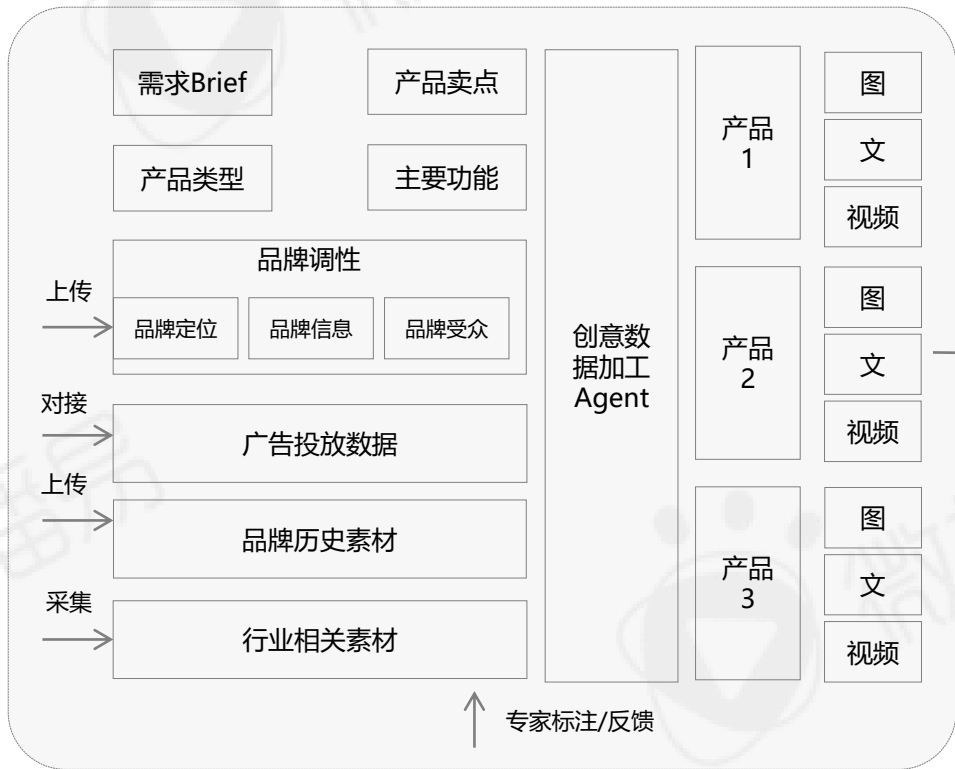 需求Brief
产品卖点
产品类型
主要功能
品牌调性
上传
品牌定位
品牌信息
品牌受众
对接
广告投放数据
上传
品牌历史素材
采集
行业相关素材
专家标注/反馈
创意数
据加工
Agent
产品
1
图
文
视频
产品
2
图
文
视频
产品
3
图
文
视频